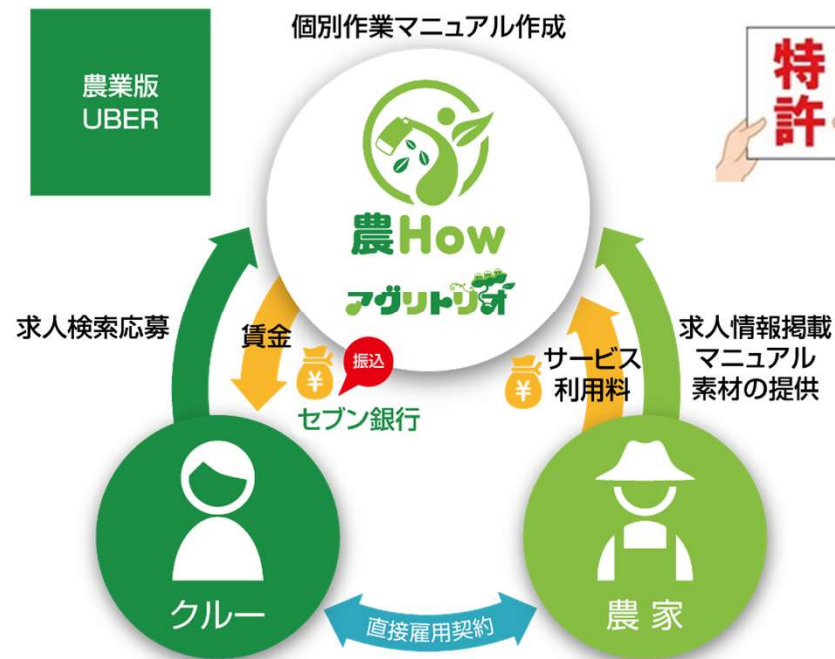 個別作業マニュアル作成
農業版
UBER
特
許
農How
アグリトリオ
求人検索応募
賃金
¥
振込
セブン銀行
¥
サービス
利用料
求人情報掲載
マニュアル
素材の提供
クルー
直接雇用契約
農家